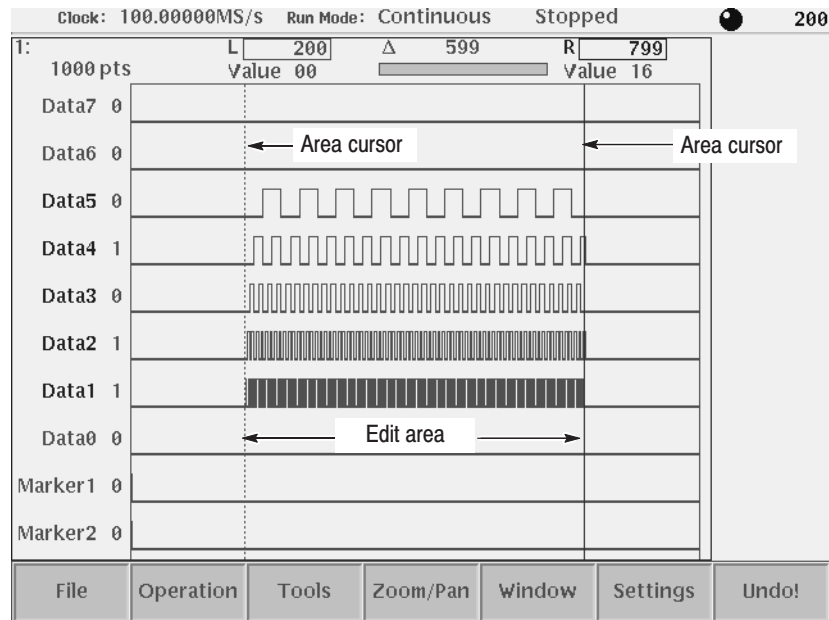 Clock: 100.00000MS/s Run Mode: Continuous Stopped 200
1: L 200 Δ 599 R 799
1000 pts Value 00 Value 16
Data7 0
Area cursor Area cursor
Data6 0
Data5 0
Data4 1
Data3 0
Data2 1
Data1 1
Edit area
Data0 0
Marker1 0
Marker2 0
File Operation Tools Zoom/Pan Window Settings Undo!